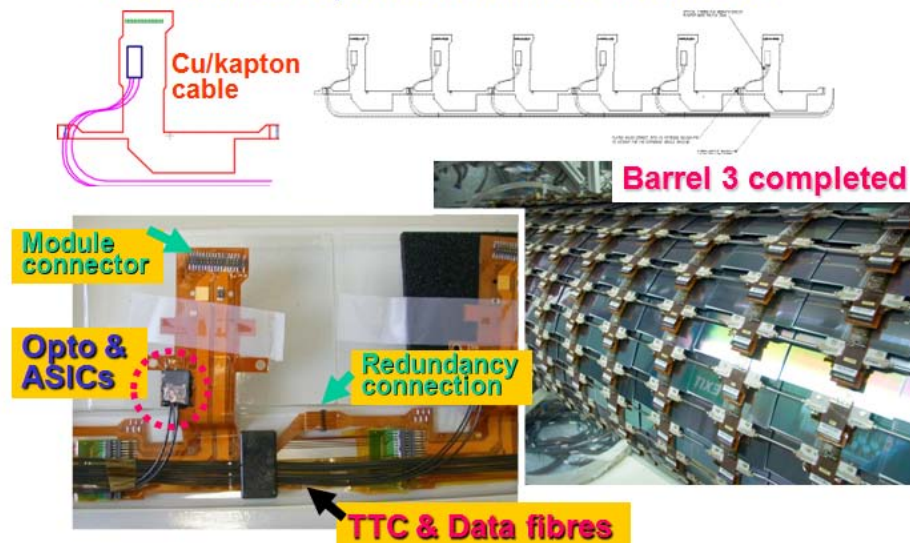 Cu/kapton
cable
Barrel 3 completed
Module
connector
Opto &
ASICs
Redundancy
connection
TTC & Data fibres